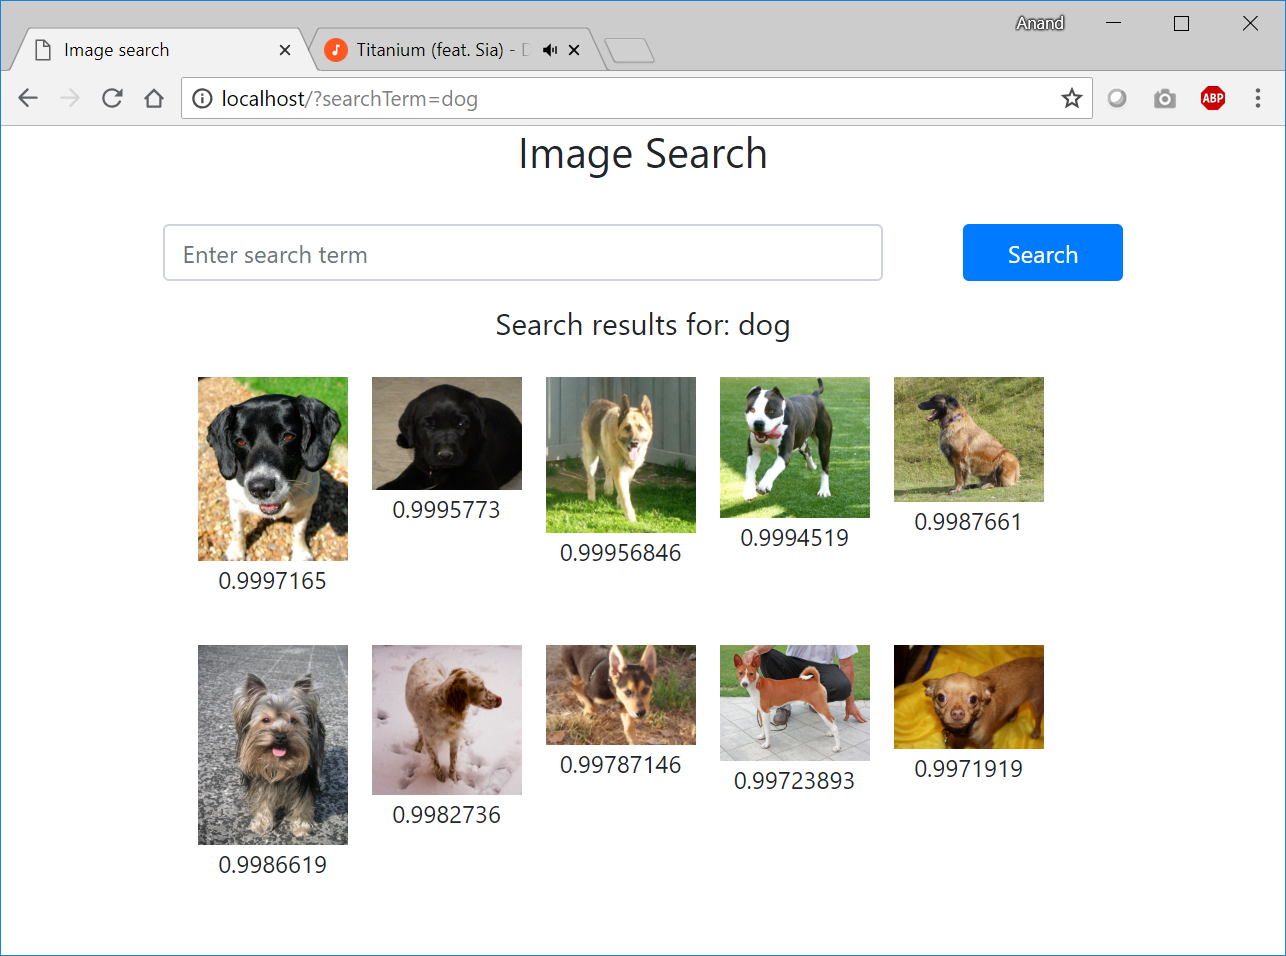 Anand
Image search
Titanium (feat. Sia) - D
localhost/?searchTerm=dog
ABP
Image Search
Enter search term
Search
Search results for: dog
0.9997165
0.9995773
0.99956846
0.9994519
0.9987661
0.9986619
0.9982736
0.99787146
0.99723893
0.9971919